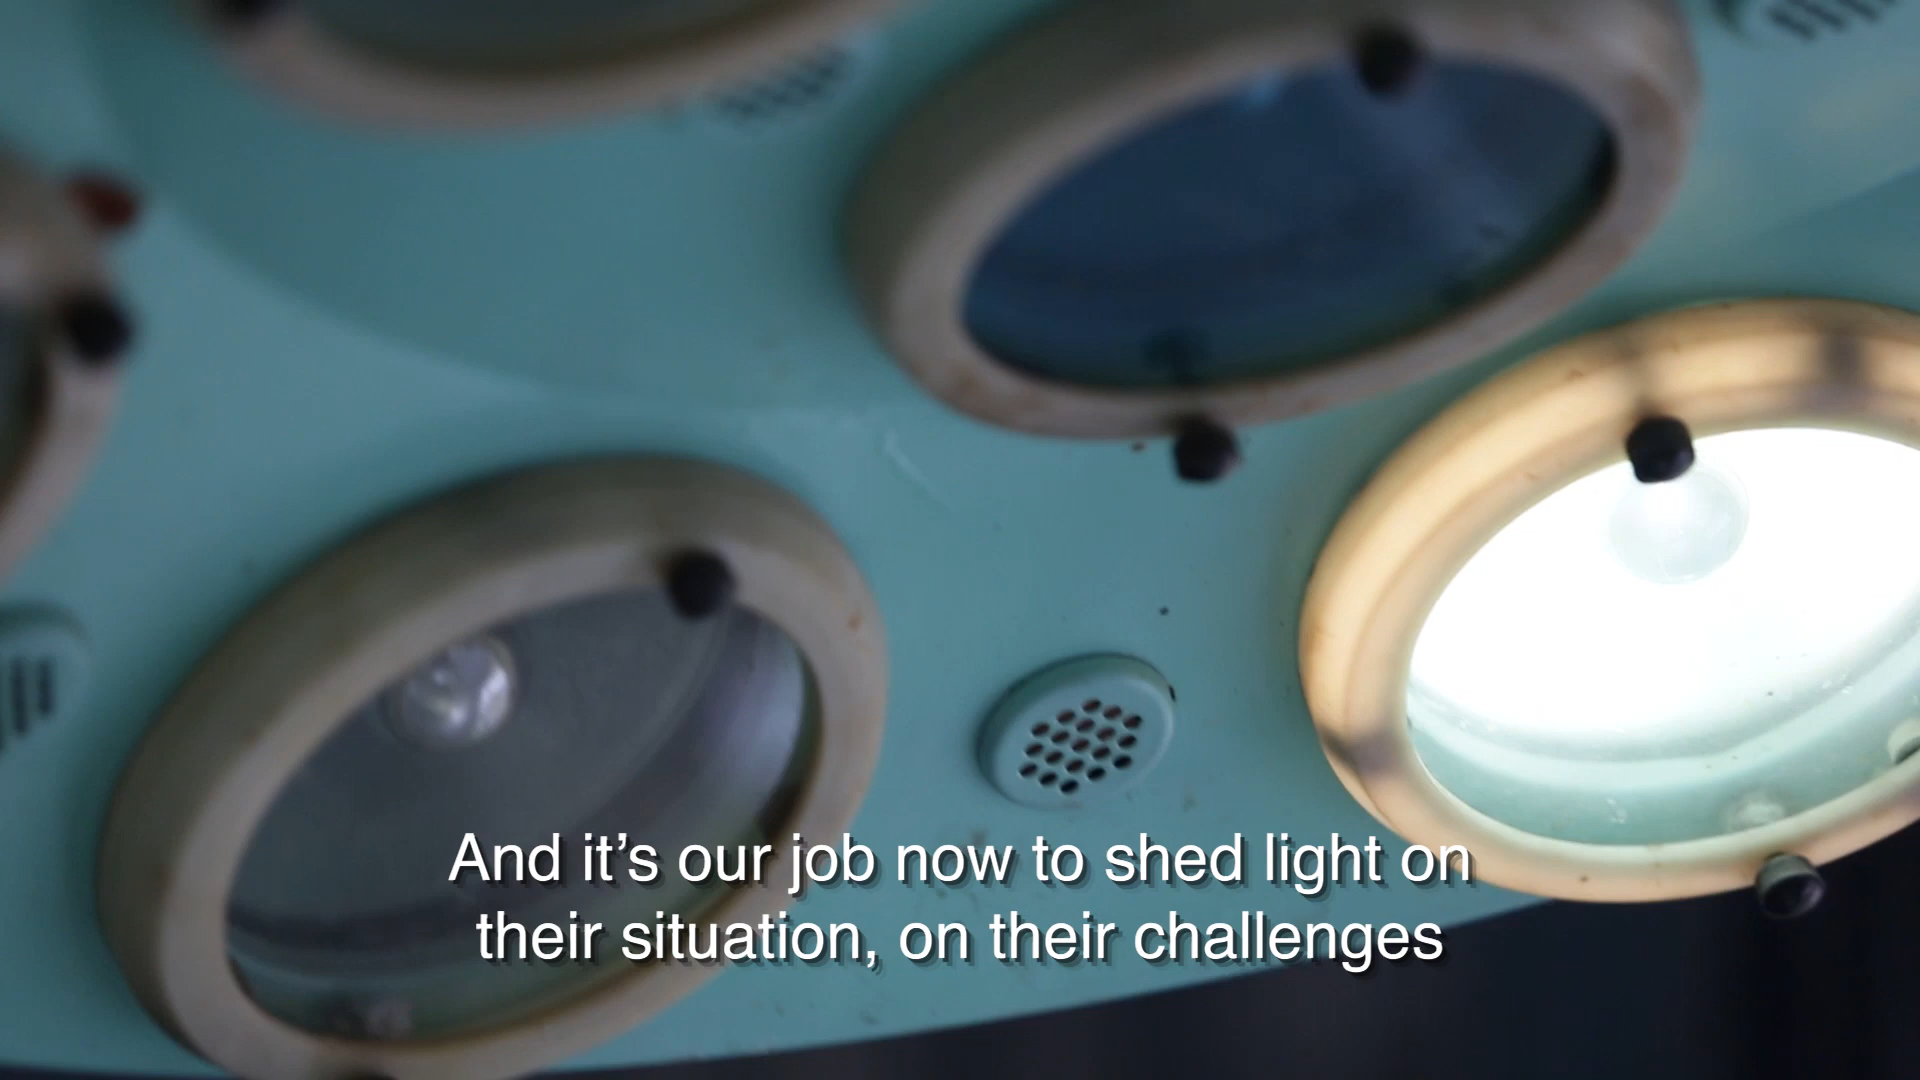 And it’s our job now to shed light on
their situation, on their challenges